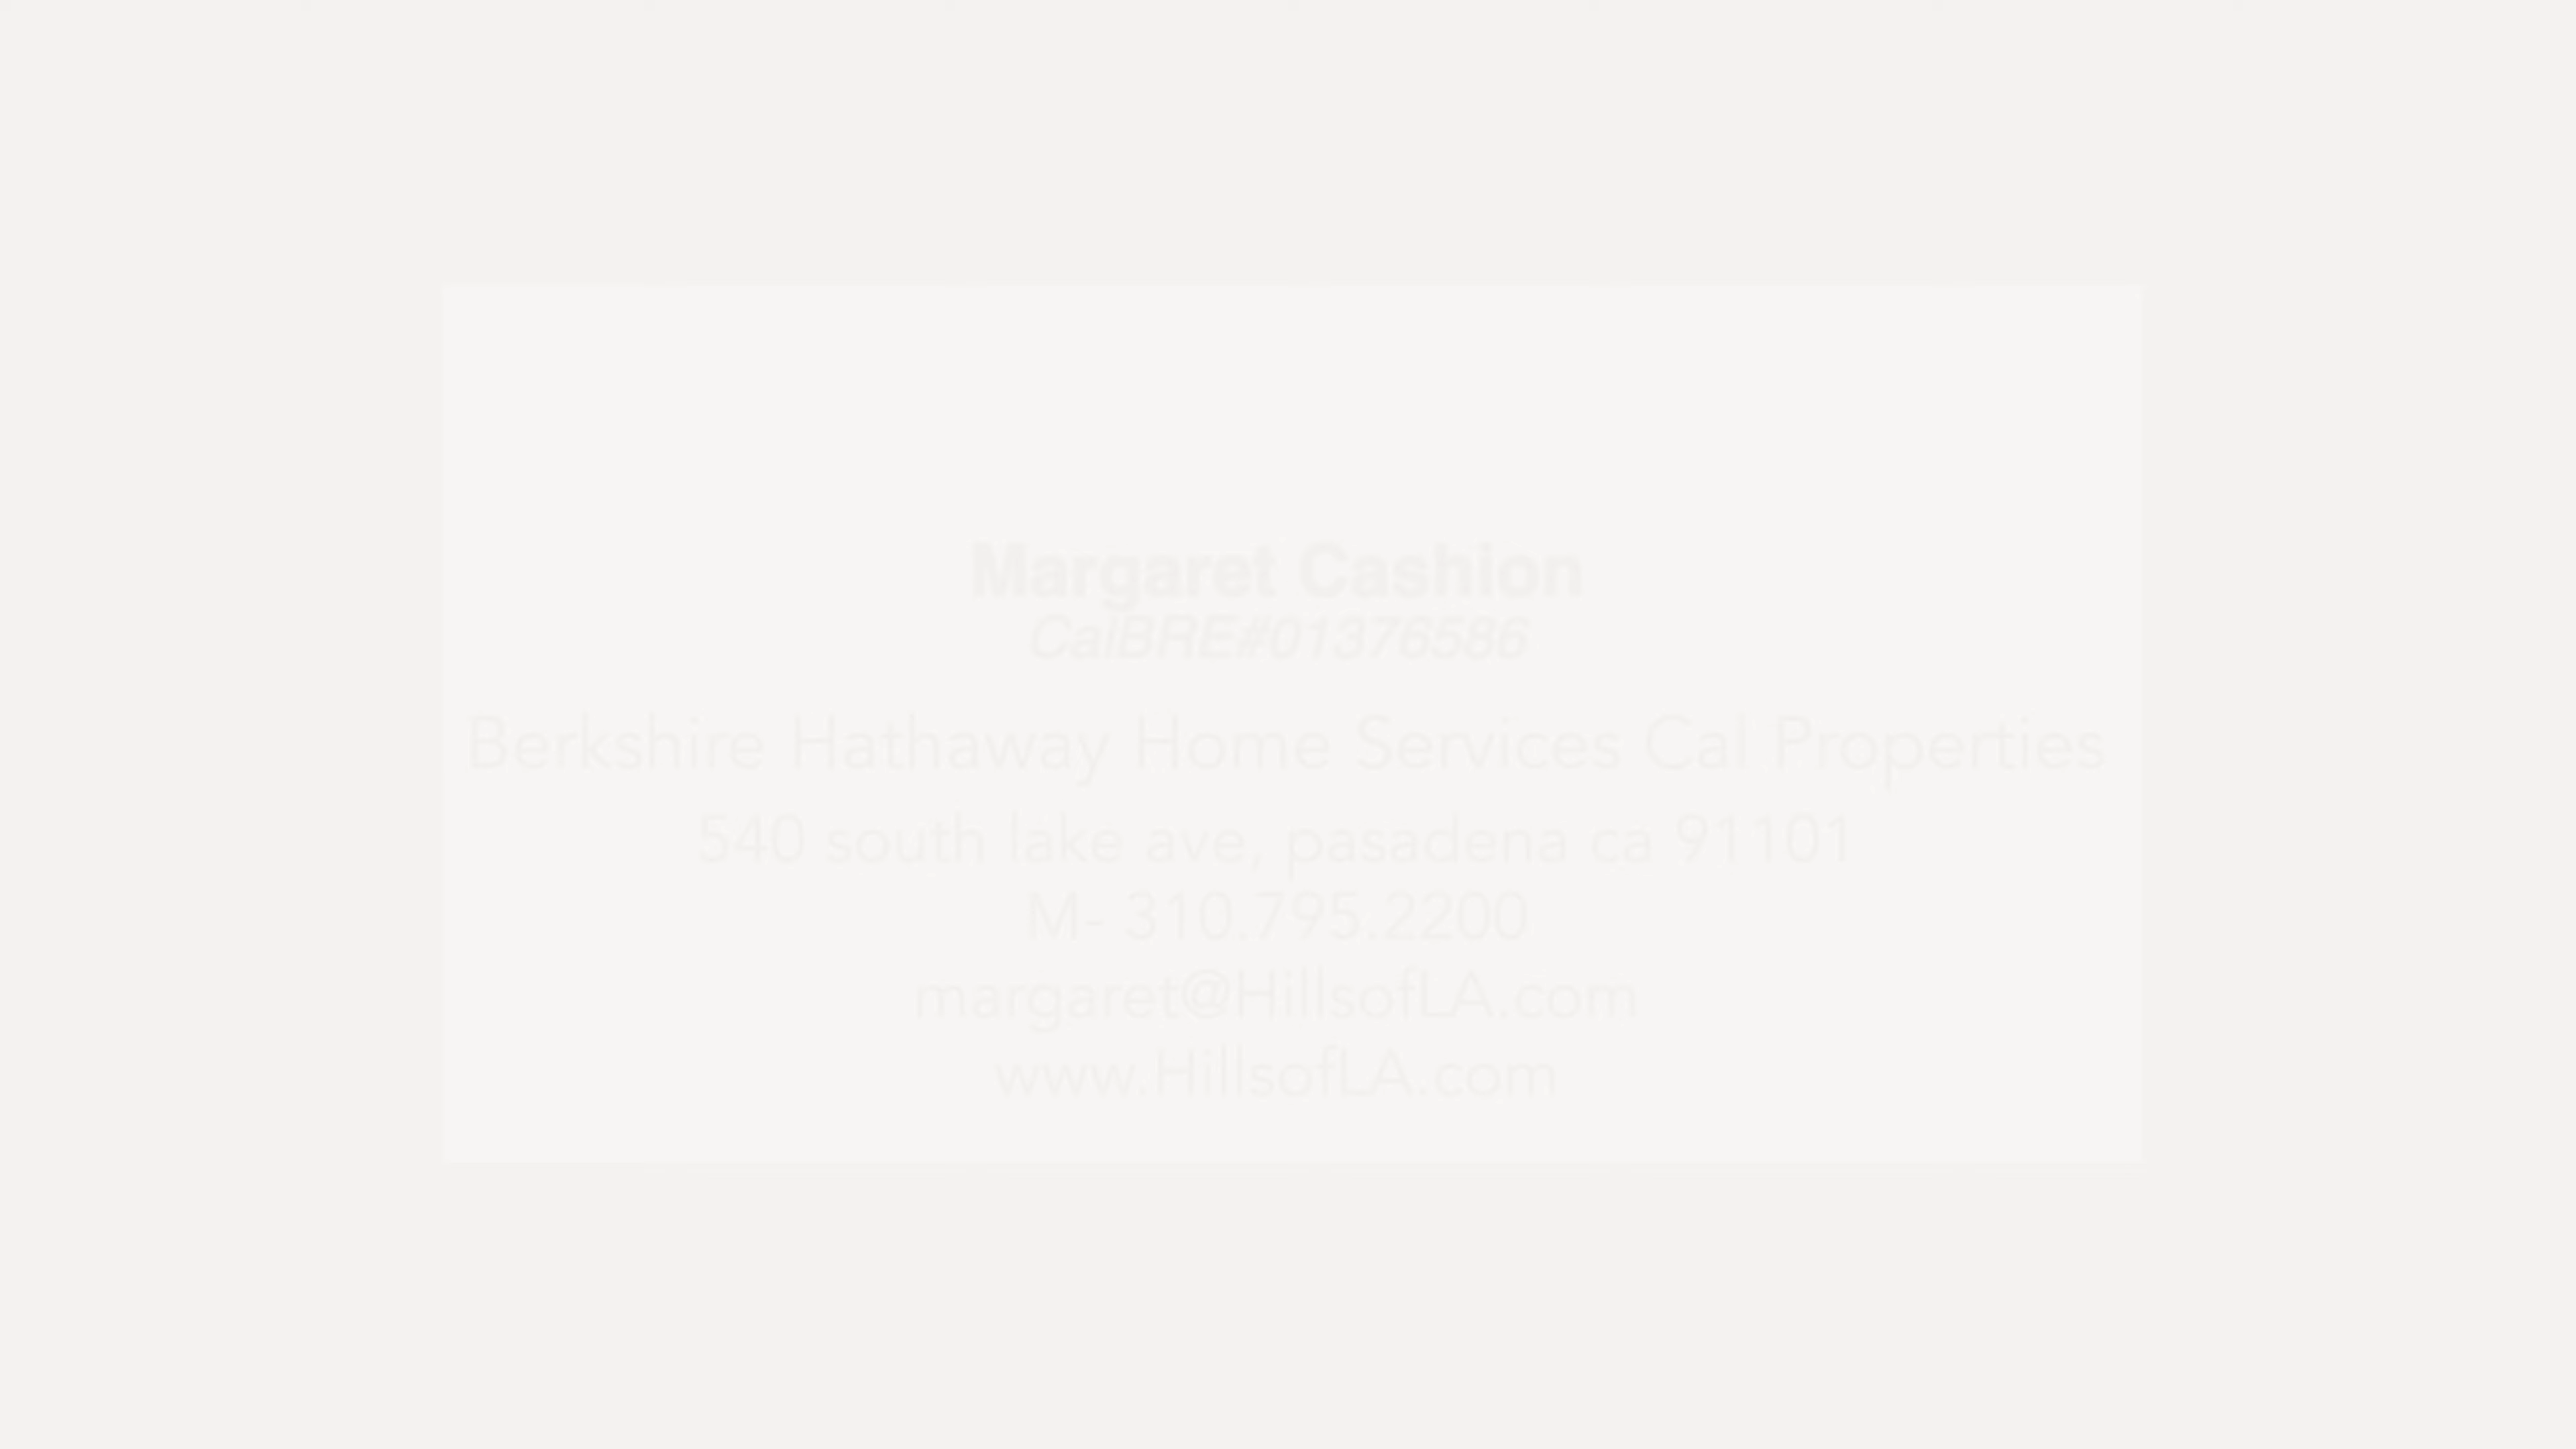 Margaret Cashion
CalBRE#01376586
Berkshire Hathaway Home Services Cal Properties
540 south lake ave, pasadena ca 91101
M- 310.795.2200
margaret@HillsofLA.com
www.HillsofLA.com